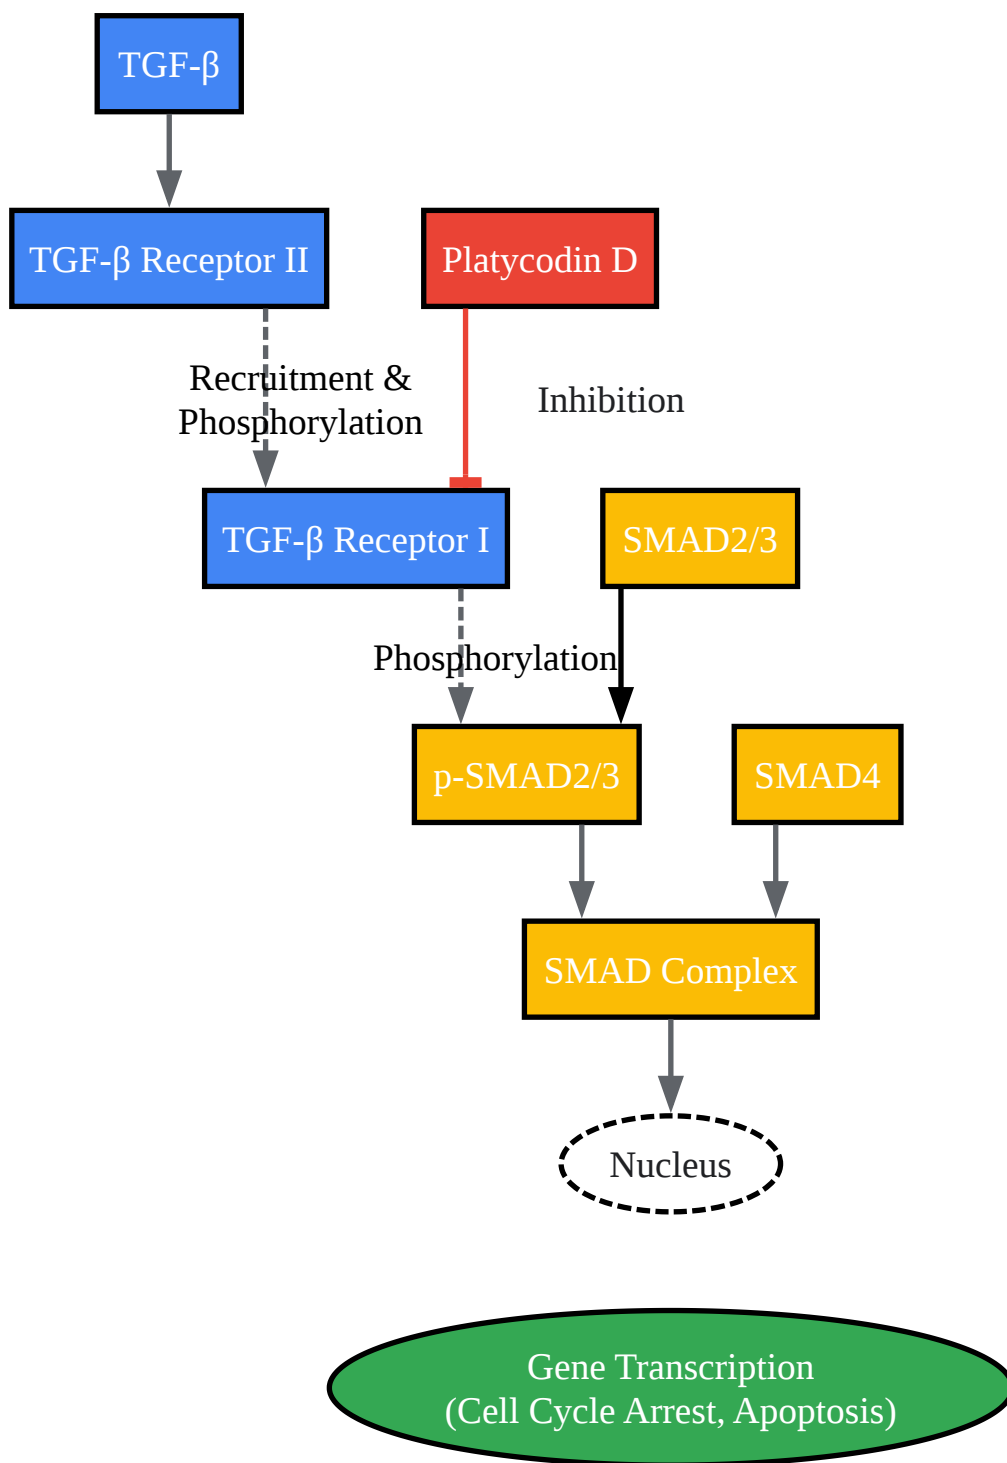 TGF-β
TGF-β Receptor II
Platycodin D
Recruitment &
Phosphorylation
Inhibition
TGF-β Receptor I
SMAD2/3
Phosphorylation
p-SMAD2/3
SMAD4
SMAD Complex
Nucleus
Gene Transcription
(Cell Cycle Arrest, Apoptosis)